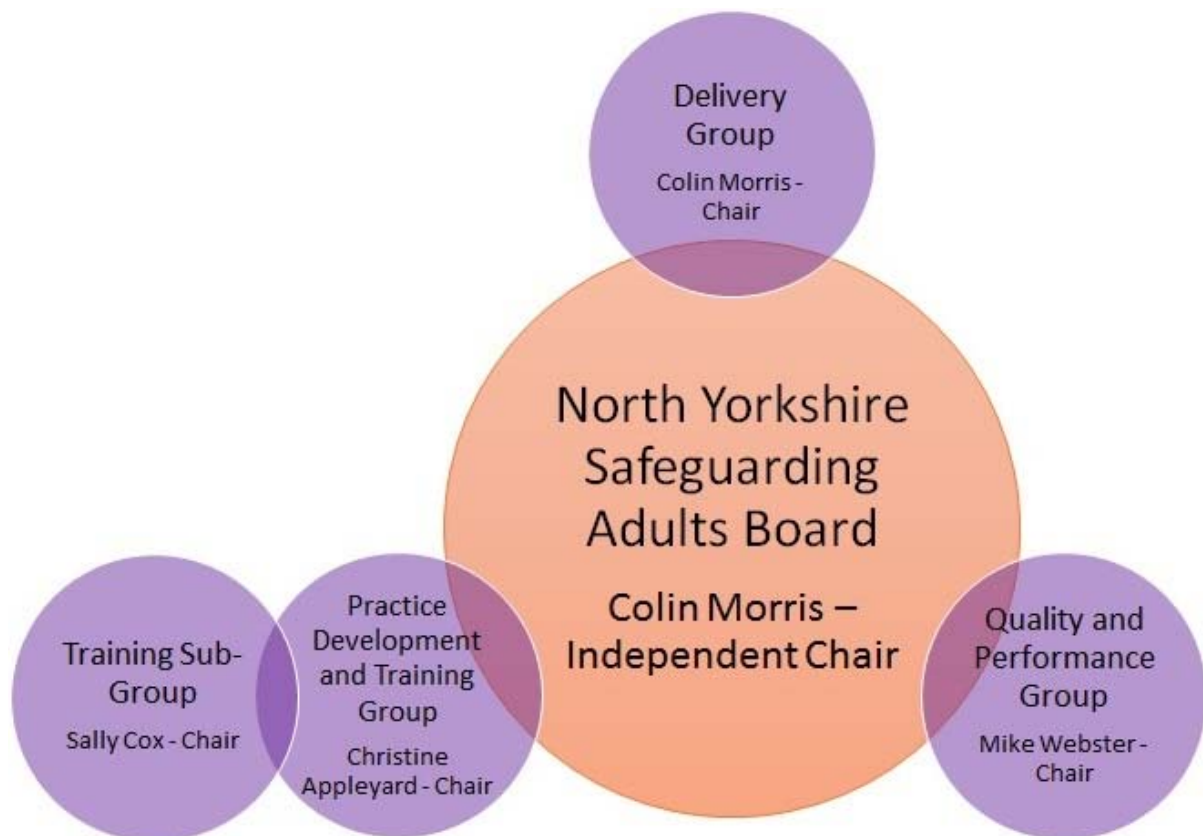 Delivery
Group
Colin Morris -
Chair
North Yorkshire
Safeguarding
Adults Board
Colin Morris –
Independent Chair
Training Sub-
Group
Sally Cox - Chair
Practice
Development
and Training
Group
Christine
Appleyard - Chair
Quality and
Performance
Group
Mike Webster -
Chair